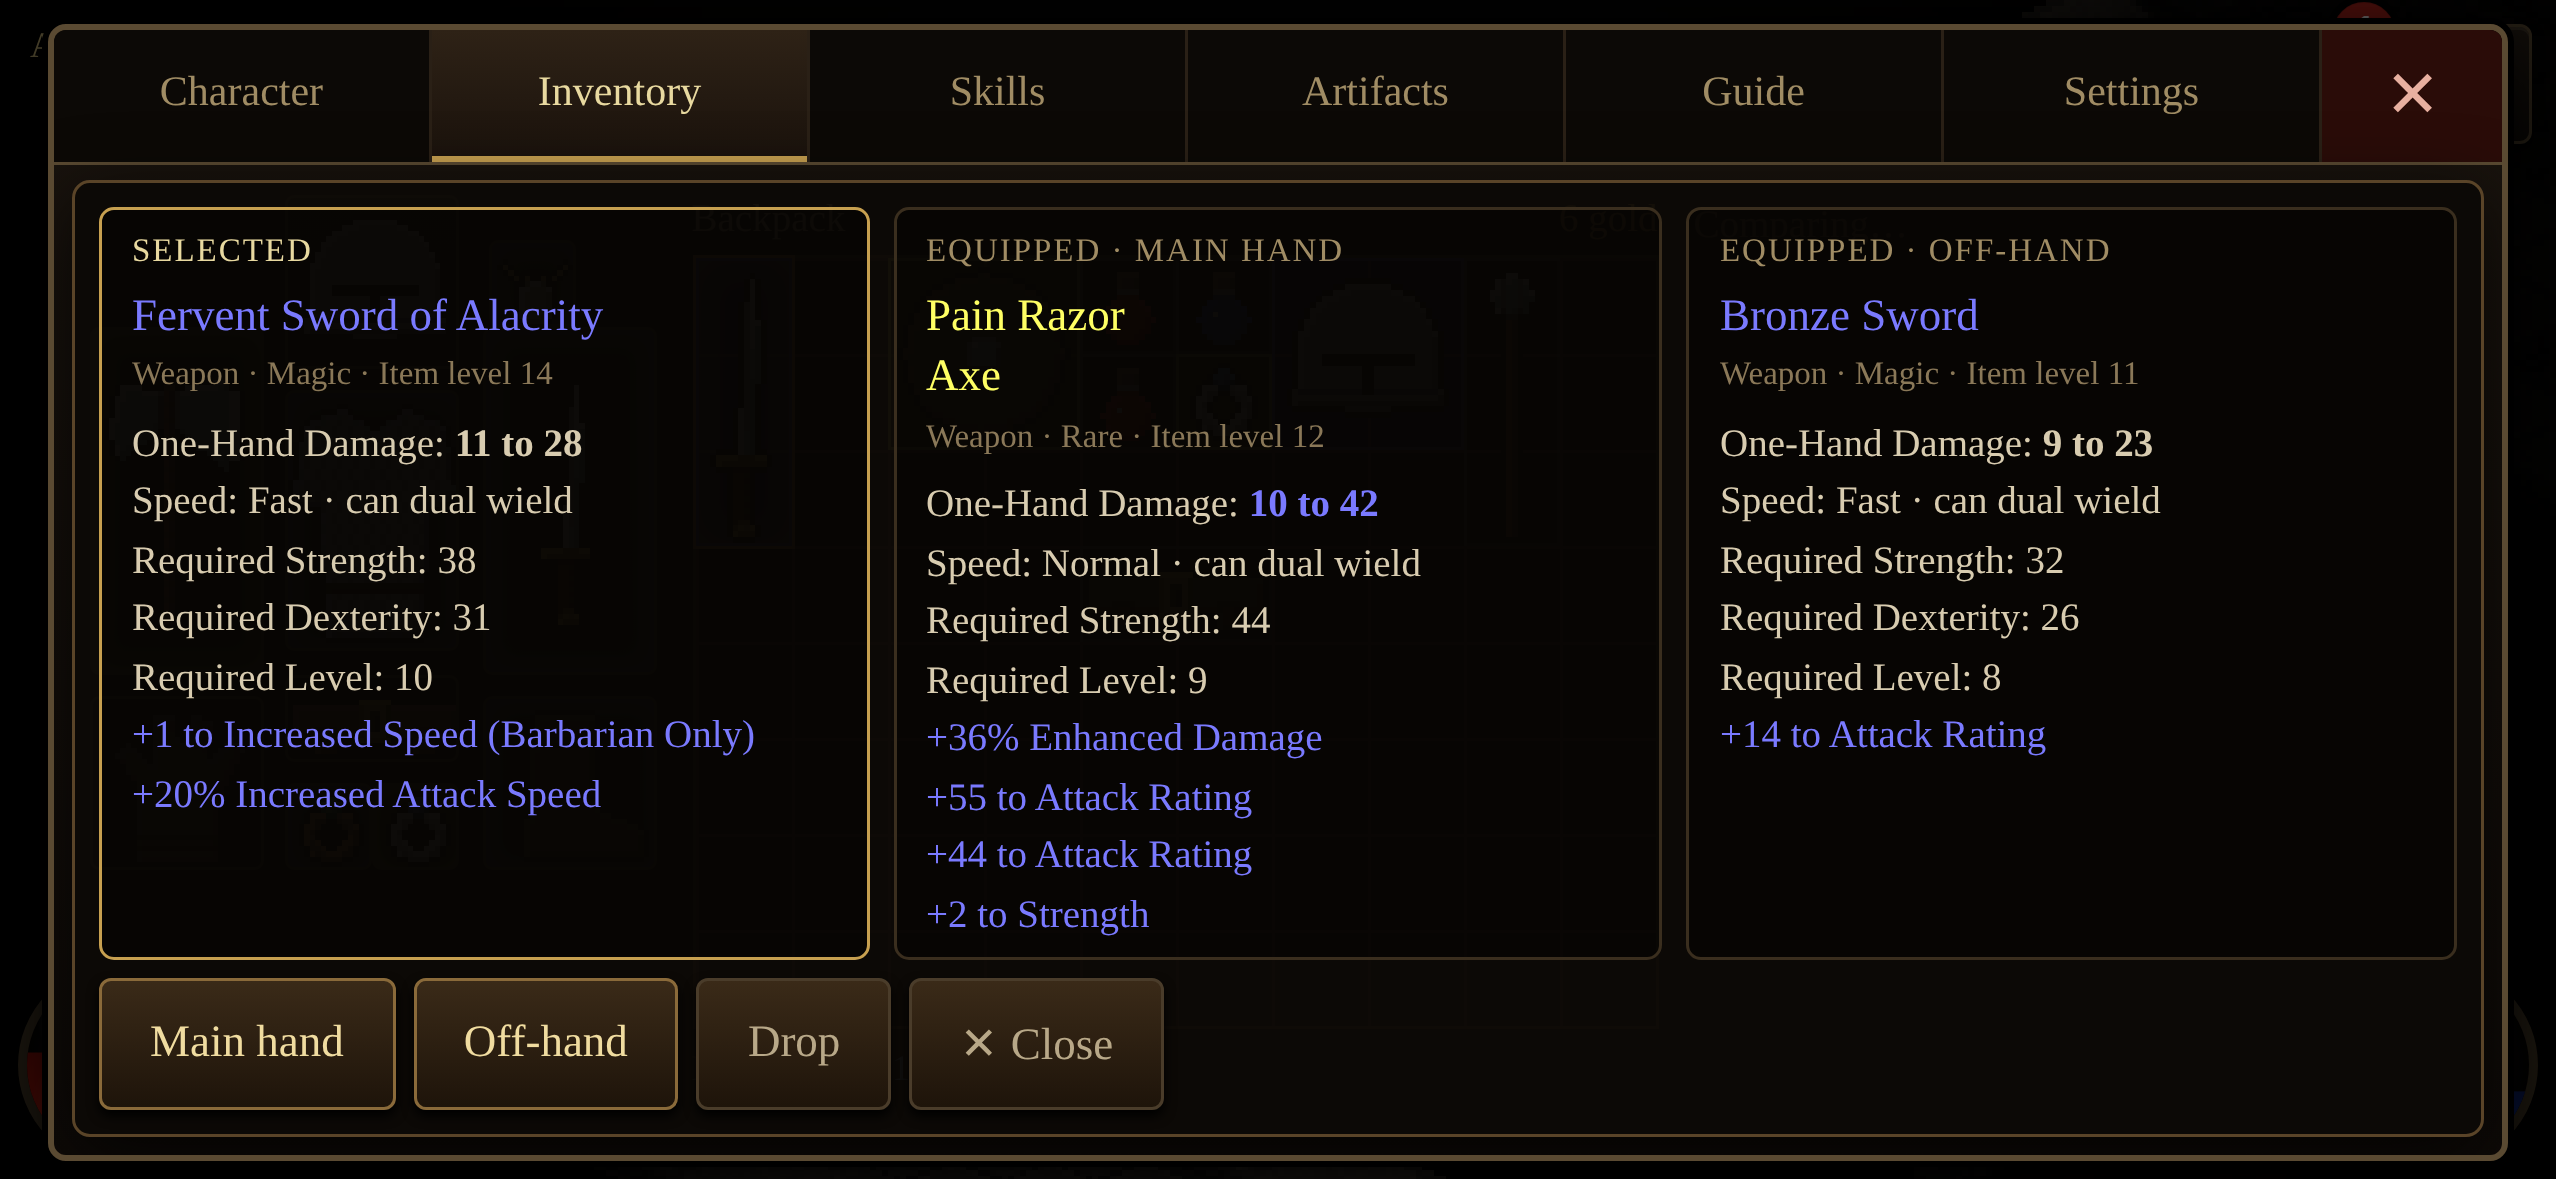 Character
Inventory
Skills
Artifacts
Guide
Settings
✕
Backpack
6 gold
Comparing...
SELECTED
Fervent Sword of Alacrity
Weapon · Magic · Item level 14
One-Hand Damage: 11 to 28
Speed: Fast · can dual wield
Required Strength: 38
Required Dexterity: 31
Required Level: 10
+1 to Increased Speed (Barbarian Only)
+20% Increased Attack Speed
EQUIPPED · MAIN HAND
Pain Razor
Axe
Weapon · Rare · Item level 12
One-Hand Damage: 10 to 42
Speed: Normal · can dual wield
Required Strength: 44
Required Level: 9
+36% Enhanced Damage
+55 to Attack Rating
+44 to Attack Rating
+2 to Strength
EQUIPPED · OFF-HAND
Bronze Sword
Weapon · Magic · Item level 11
One-Hand Damage: 9 to 23
Speed: Fast · can dual wield
Required Strength: 32
Required Dexterity: 26
Required Level: 8
+14 to Attack Rating
Main hand
Off-hand
Drop
✕ Close